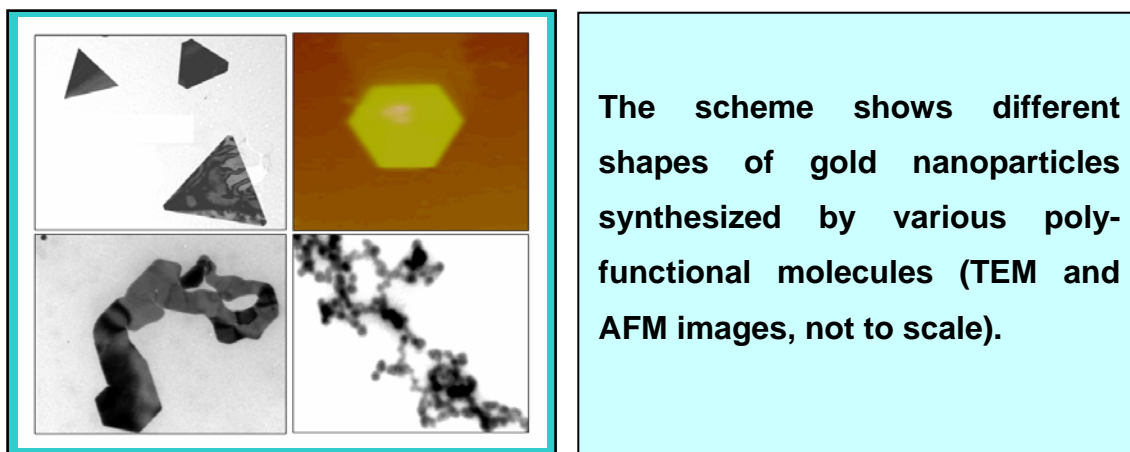 The scheme shows different
shapes of gold nanoparticles
synthesized by various poly-
functional molecules (TEM and
AFM images, not to scale).